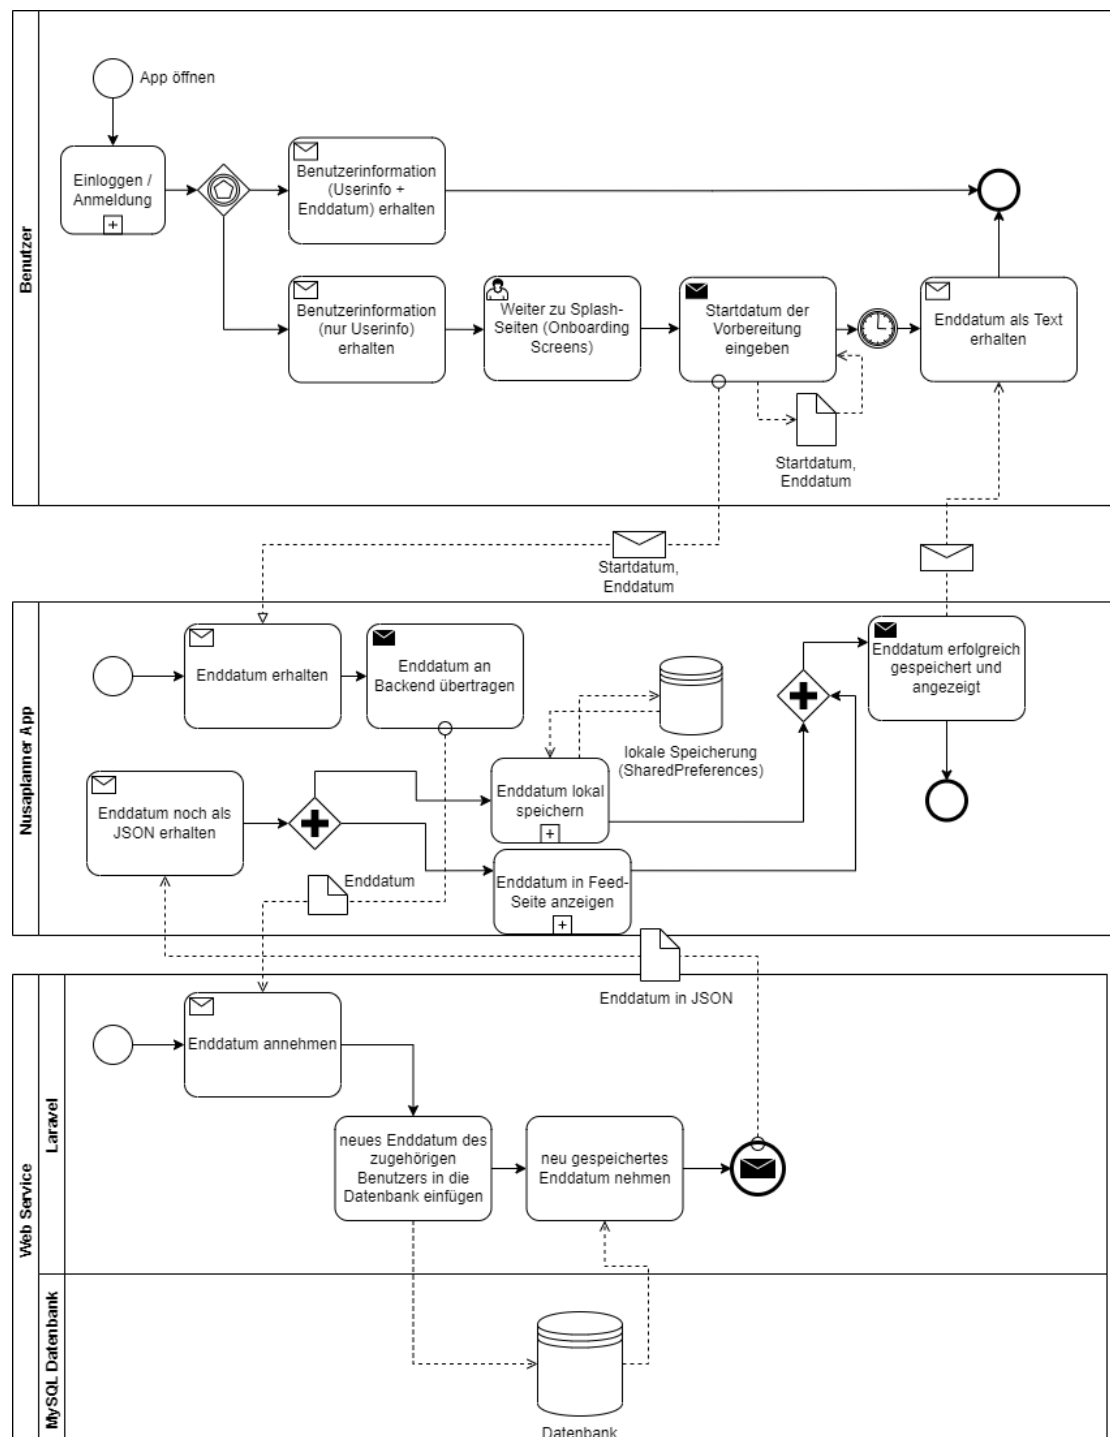 Benutzer
App öffnen
Einloggen /
Anmeldung
Benutzerinformation
(Userinfo +
Enddatum) erhalten
Benutzerinformation
(nur Userinfo)
erhalten
Weiter zu Splash-
Seiten (Onboarding
Screens)
Startdatum der
Vorbereitung
eingeben
Enddatum als Text
erhalten
Startdatum,
Enddatum
Startdatum,
Enddatum
Nusaplanner App
Enddatum erhalten
Enddatum an
Backend übertragen
Enddatum erfolgreich
gespeichert und
angezeigt
lokale Speicherung
(SharedPreferences)
Enddatum noch als
JSON erhalten
Enddatum lokal
speichern
Enddatum
Enddatum in Feed-
Seite anzeigen
Enddatum in JSON
Web Service
Laravel
Enddatum annehmen
neues Enddatum des
zugehörigen
Benutzers in die
Datenbank einfügen
neu gespeichertes
Enddatum nehmen
MySQL Datenbank
Datenbank